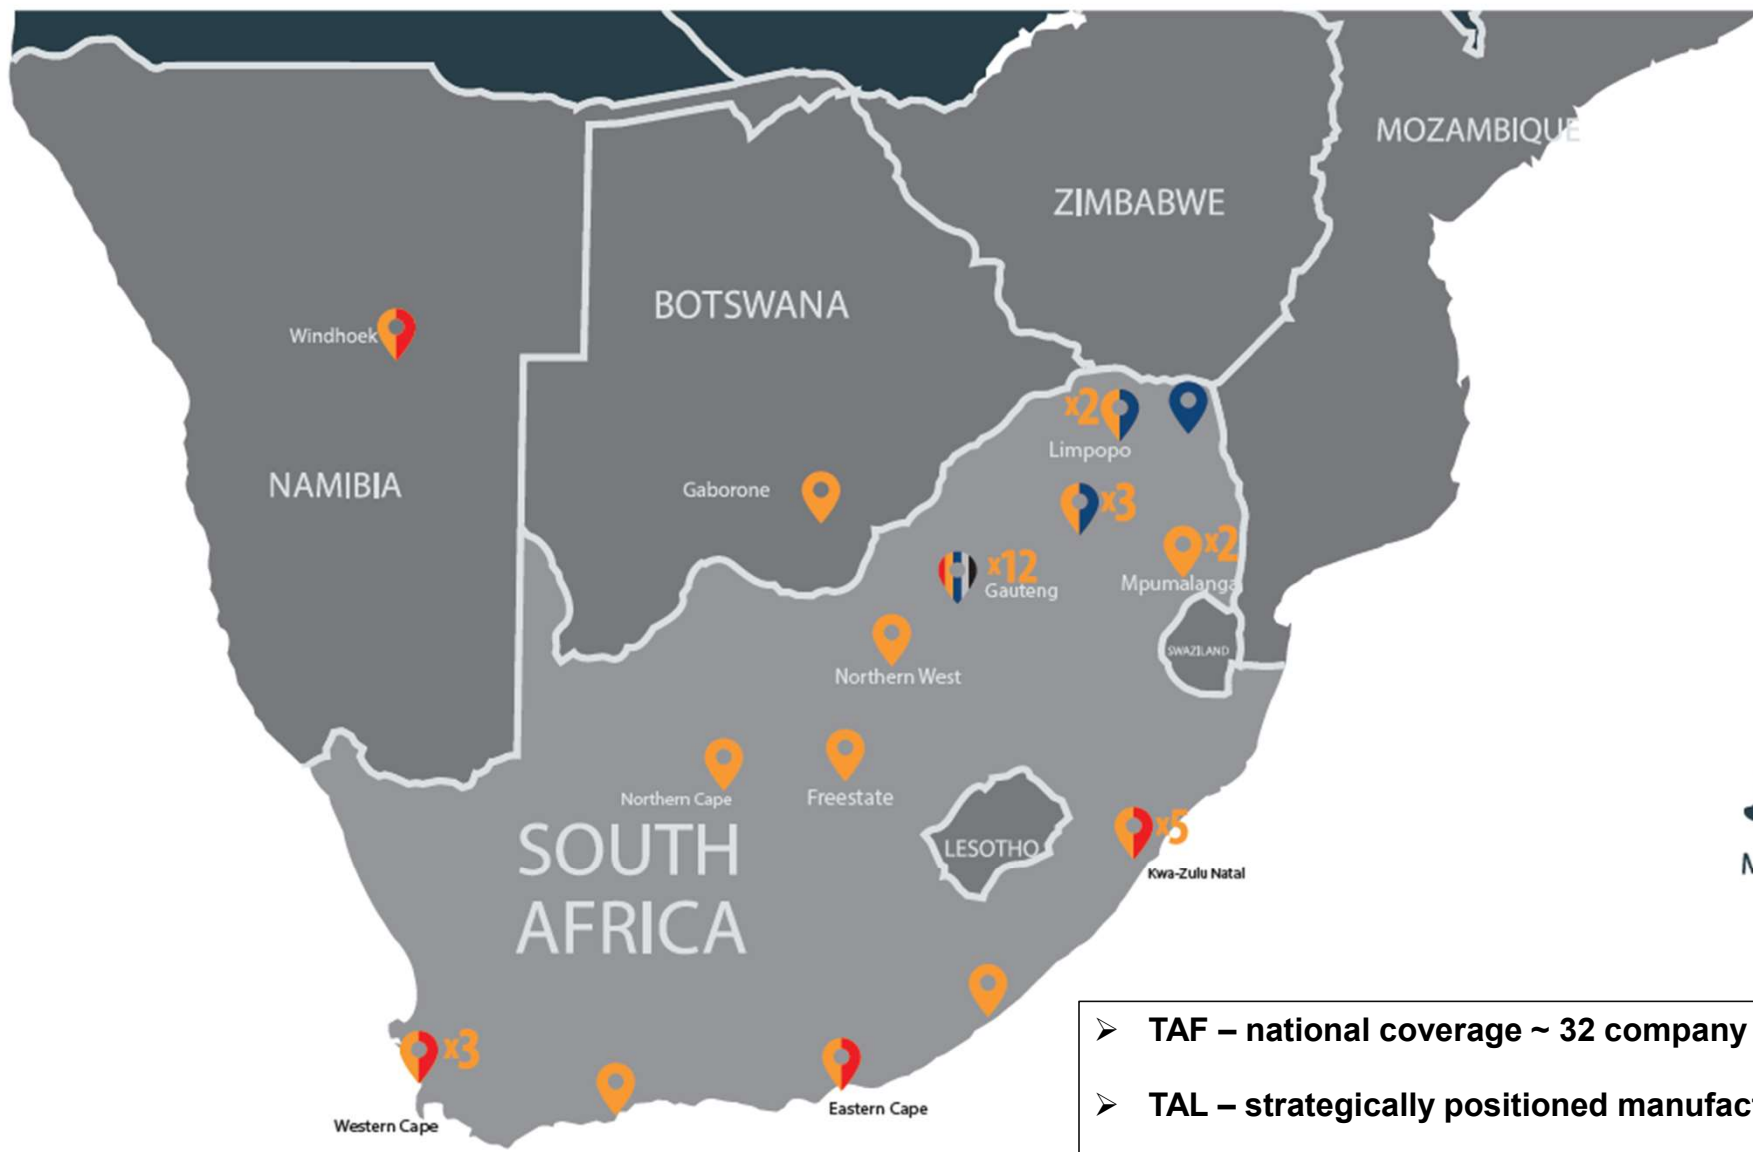 MOZAMBIQUE
ZIMBABWE
BOTSWANA
Windhoek
x2
Limpopo
NAMIBIA
Gaborone
x3
x2
x12
Gauteng
Mpumalanga
SWAZILAND
Northern West
Northern Cape
Freestate
SOUTH
AFRICA
LESOTHO
x5
Kwa-Zulu Natal
M
x3
Western Cape
Eastern Cape
➢ TAF – national coverage ~ 32 company
➢ TAL – strategically positioned manufact